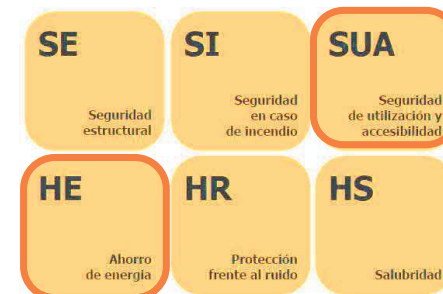 SE
Seguridad
estructural
SI
Seguridad
en caso
de incendio
SUA
Seguridad
de utilización y
accesibilidad
HE
Ahorro
de energía
HR
Protección
frente al ruido
HS
Salubridad